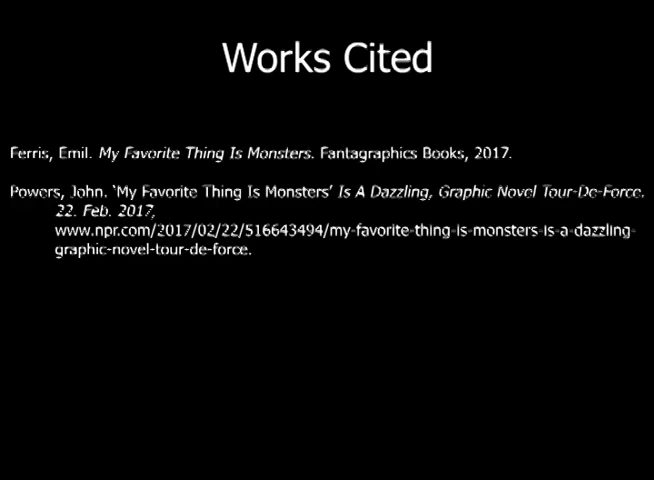 Works Cited
Ferris, Emil. My Favorite Thing Is Monsters. Fantagraphics Books, 2017.
Powers, John. ‘My Favorite Thing Is Monsters’ Is A Dazzling, Graphic Novel Tour-De-Force.
22. Feb. 2017,
www.npr.com/2017/02/22/516643494/my-favorite-thing-is-monsters-is-a-dazzling-
graphic-novel-tour-de-force.